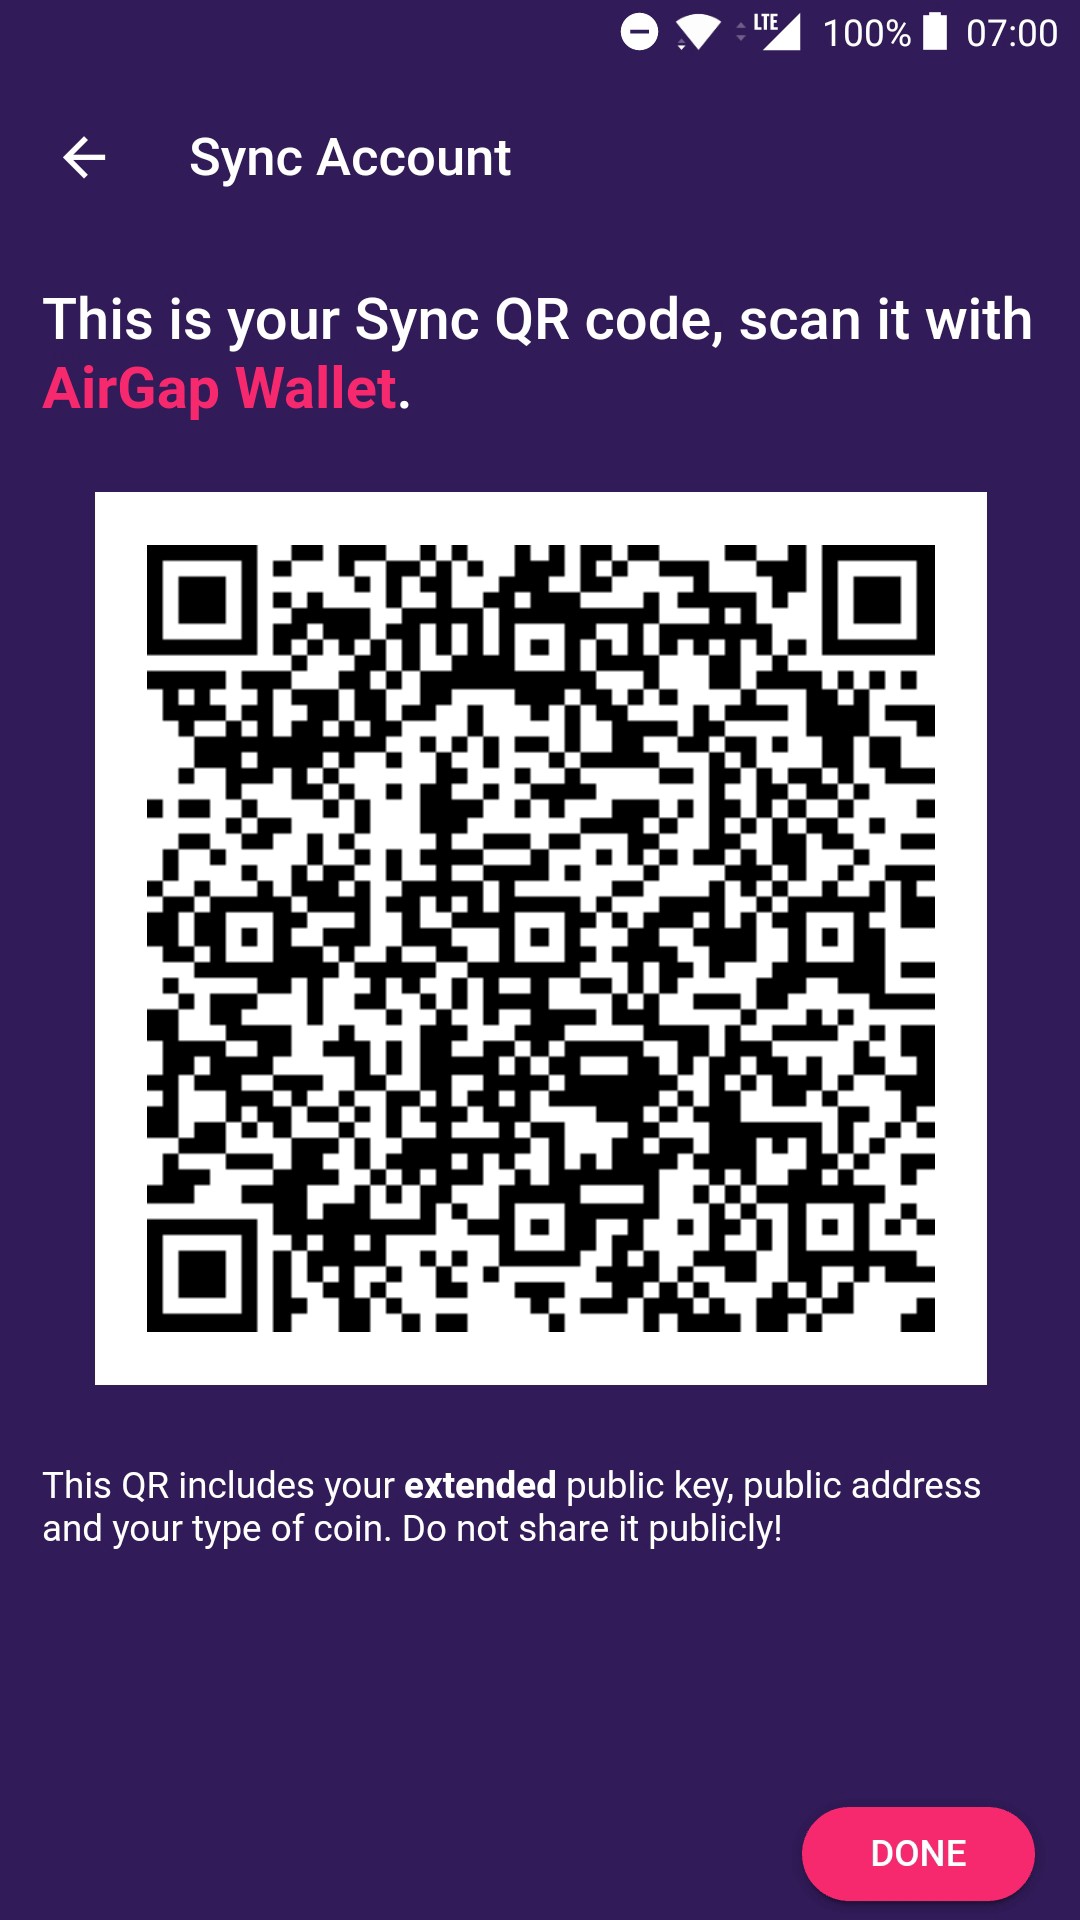 LTE 100% 07:00
Sync Account
This is your Sync QR code, scan it with
AirGap Wallet.
This QR includes your extended public key, public address
and your type of coin. Do not share it publicly!
DONE